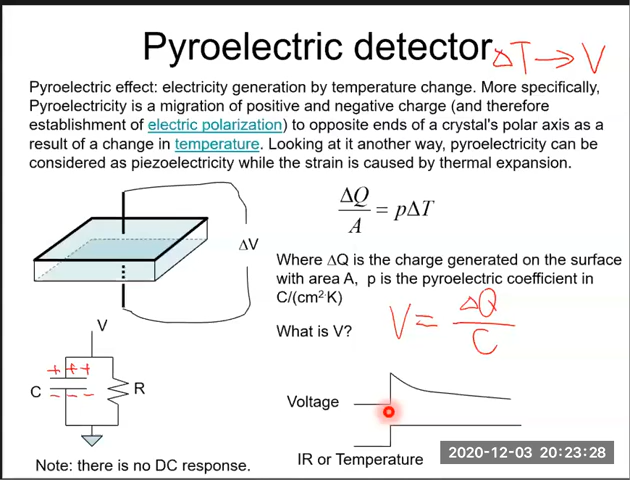 Pyroelectric detector
ΔT → V
Pyroelectric effect: electricity generation by temperature change. More specifically,
Pyroelectricity is a migration of positive and negative charge (and therefore
establishment of electric polarization) to opposite ends of a crystal's polar axis as a
result of a change in temperature. Looking at it another way, pyroelectricity can be
considered as piezoelectricity while the strain is caused by thermal expansion.
ΔV
ΔQ/A = pΔT
Where ΔQ is the charge generated on the surface
with area A, p is the pyroelectric coefficient in
C/(cm²·K)
What is V?
V = ΔQ/C
V
+ + +
C
- - -
R
Voltage
IR or Temperature
2020-12-03 20:23:28
Note: there is no DC response.